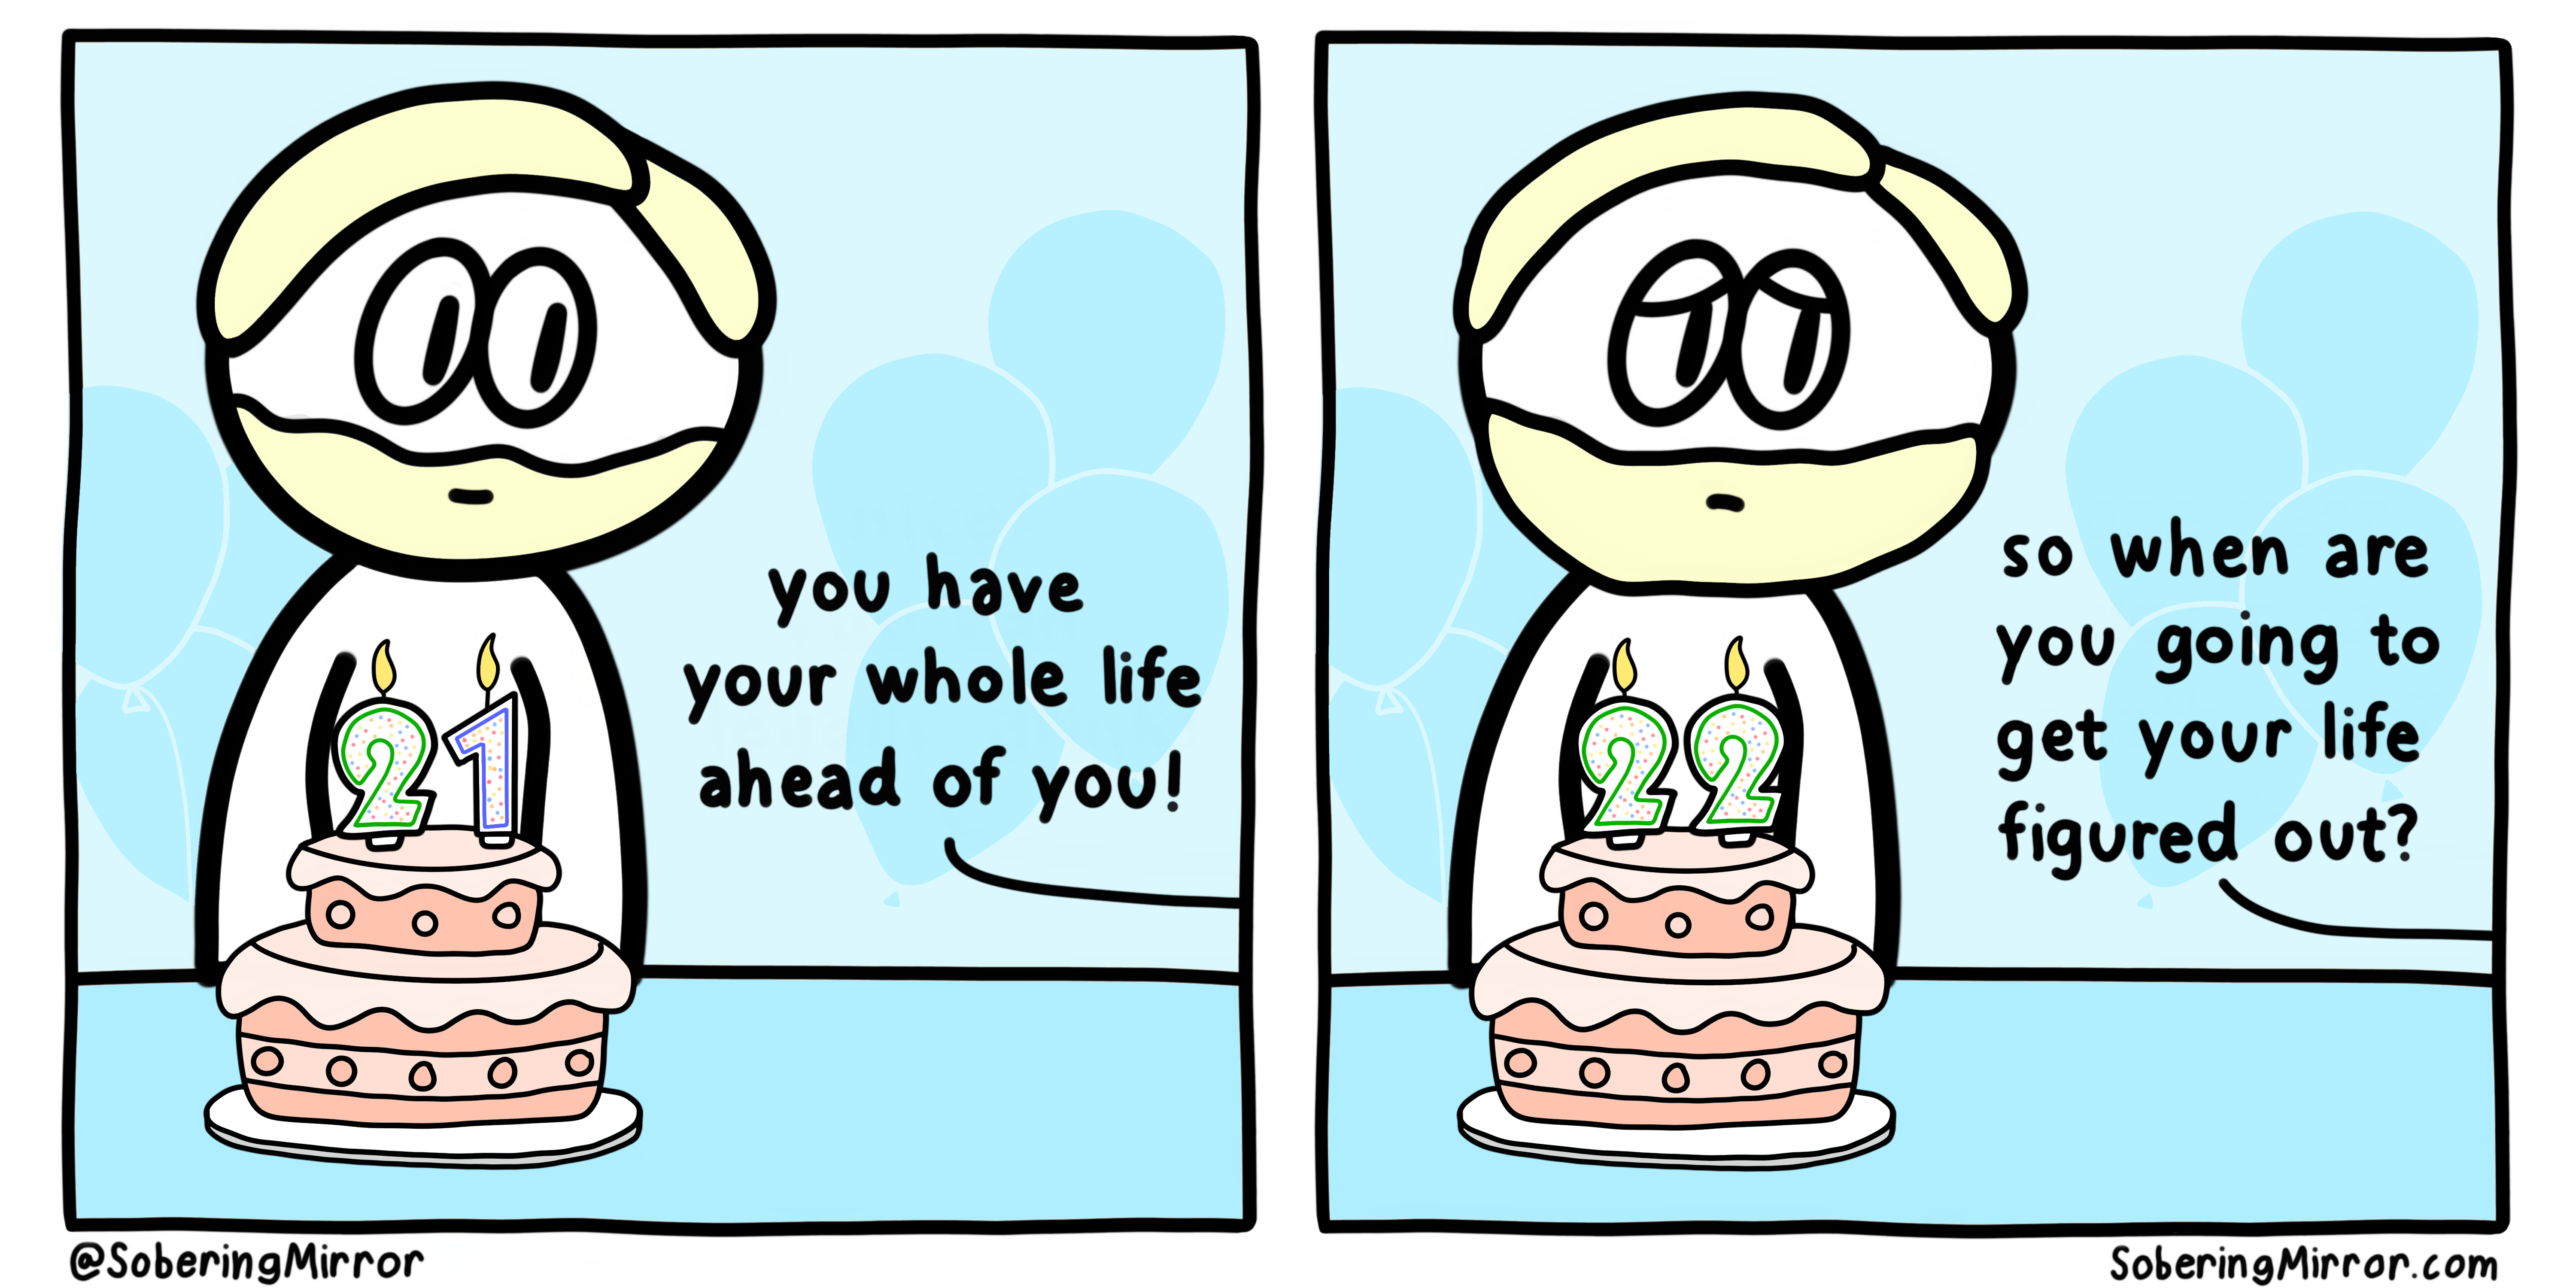 you have
your whole life
ahead of you!
21
so when are
you going to
get your life
figured out?
22
@SoberingMirror
SoberingMirror.com